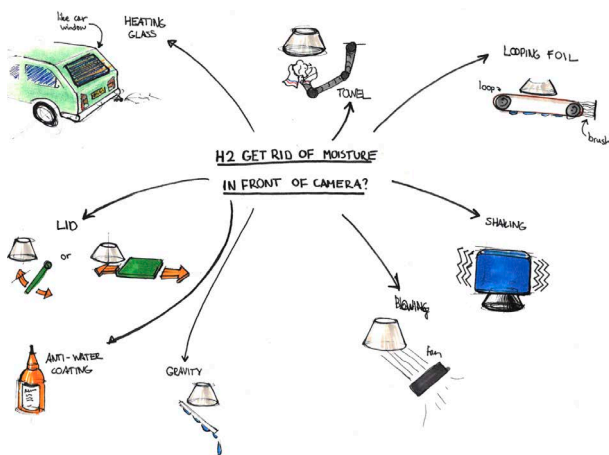 like car
window
HEATING
GLASS
TOWEL
LOOPING FOIL
loop
brush
H2 GET RID OF MOISTURE
IN FRONT OF CAMERA?
LID
or
SHAKING
BLOWING
fan
ANTI-WATER
COATING
GRAVITY